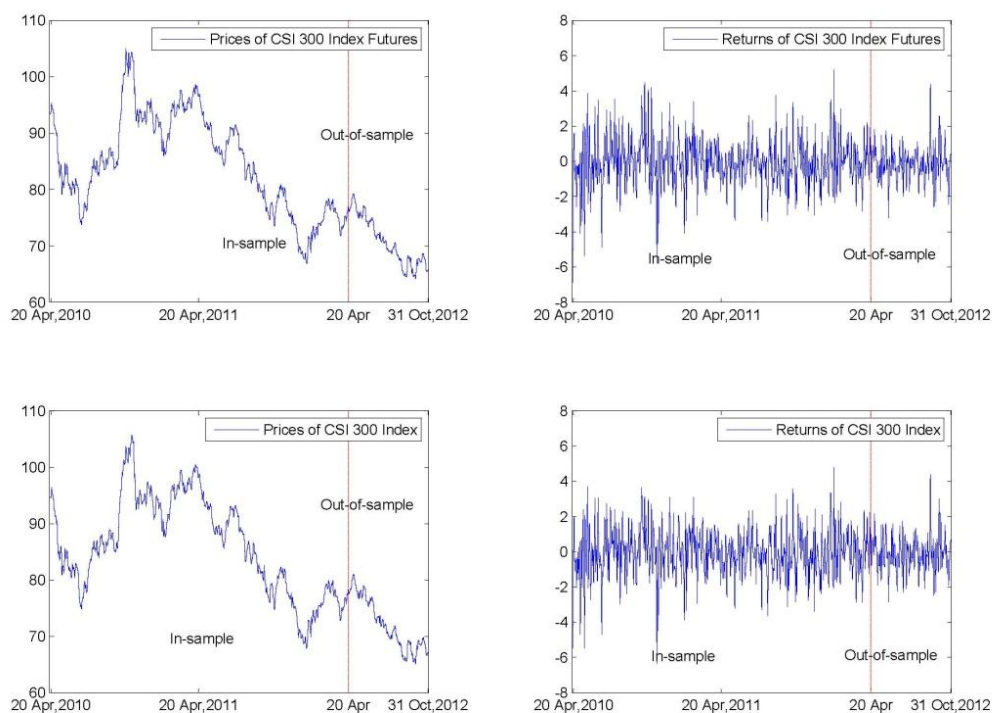 110
100
90
80
70
60
Prices of CSI 300 Index Futures
Out-of-sample
In-sample
20 Apr,2010
20 Apr,2011
20 Apr
31 Oct,2012
8
6
4
2
0
-2
-4
-6
-8
Returns of CSI 300 Index Futures
In-sample
Out-of-sample
20 Apr,2010
20 Apr,2011
20 Apr
31 Oct,2012
110
100
90
80
70
60
Prices of CSI 300 Index
Out-of-sample
In-sample
20 Apr,2010
20 Apr,2011
20 Apr
31 Oct,2012
8
6
4
2
0
-2
-4
-6
-8
Returns of CSI 300 Index
In-sample
Out-of-sample
20 Apr,2010
20 Apr,2011
20 Apr
31 Oct,2012